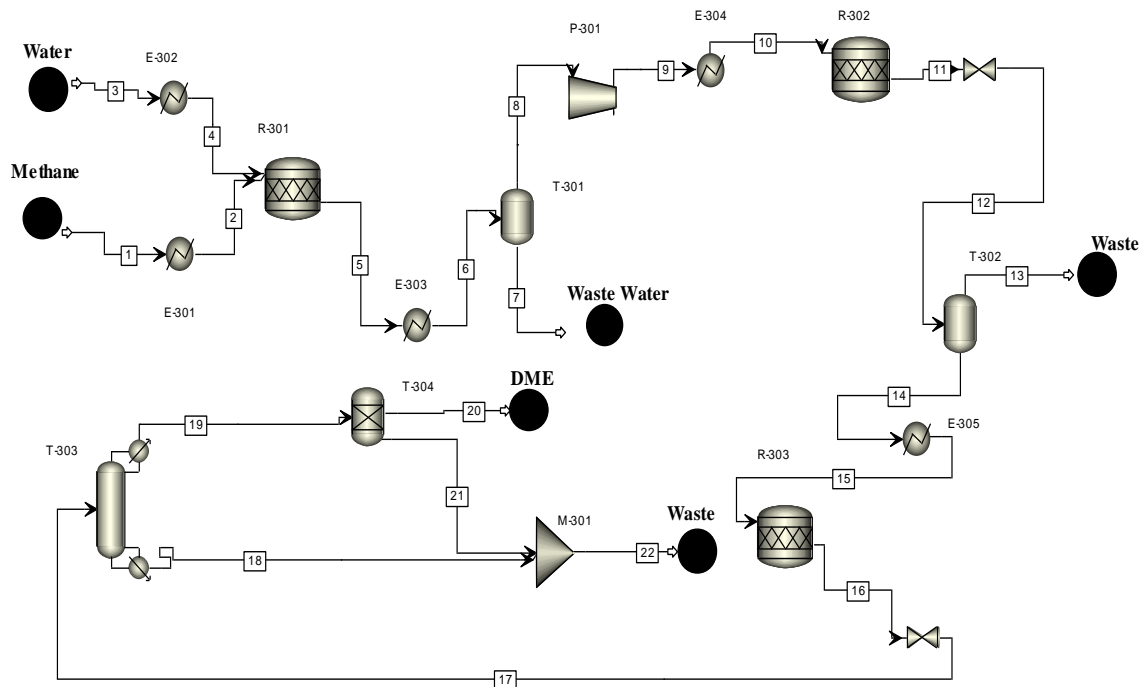 P-301
E-304
R-302
Water
E-302
10
3
9
11
8
4
R-301
Methane
T-301
2
12
Waste
1
5
6
T-302
13
E-303
7
Waste Water
E-301
DME
T-304
14
19
20
E-305
T-303
R-303
15
21
Waste
M-301
18
22
16
17